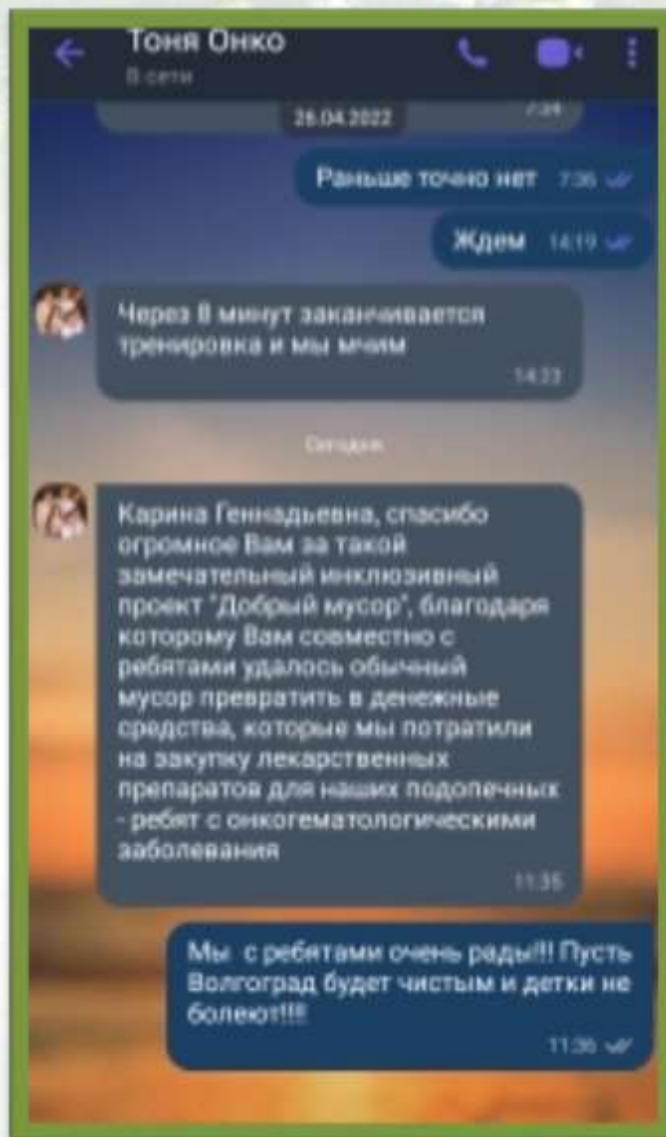 Тоня Онко
В сети
7:34
26.04.2022
Раньше точно нет 7:36
Ждем 14:19
Через 8 минут заканчивается
тренировка и мы мчим
14:23
Сегодня
Карина Геннадьевна, спасибо
огромное Вам за такой
замечательный инклюзивный
проект "Добрый мусор", благодаря
которому Вам совместно с
ребятами удалось обычный
мусор превратить в денежные
средства, которые мы потратили
на закупку лекарственных
препаратов для наших подопечных
- ребят с онкогематологическими
заболевания
11:35
Мы с ребятами очень рады!!! Пусть
Волгоград будет чистым и детки не
болеют!!!!
11:36